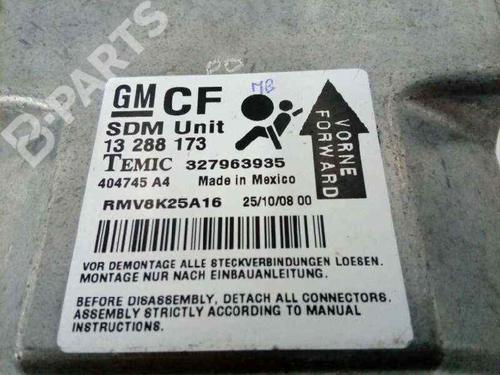 B-PARTS
PO
MB
GM CF
SDM Unit
13 288 173
TEMIC 327963935
404745 A4 Made in Mexico
RMV8K25A16 25/10/08 00
VORNE
FORWARD
VOR DEMONTAGE ALLE STECKVERBINDUNGEN LOESEN.
MONTAGE NUR NACH EINBAUANLEITUNG.
BEFORE DISASSEMBLY, DETACH ALL CONNECTORS.
ASSEMBLY STRICTLY ACCORDING TO MANUAL
INSTRUCTIONS.